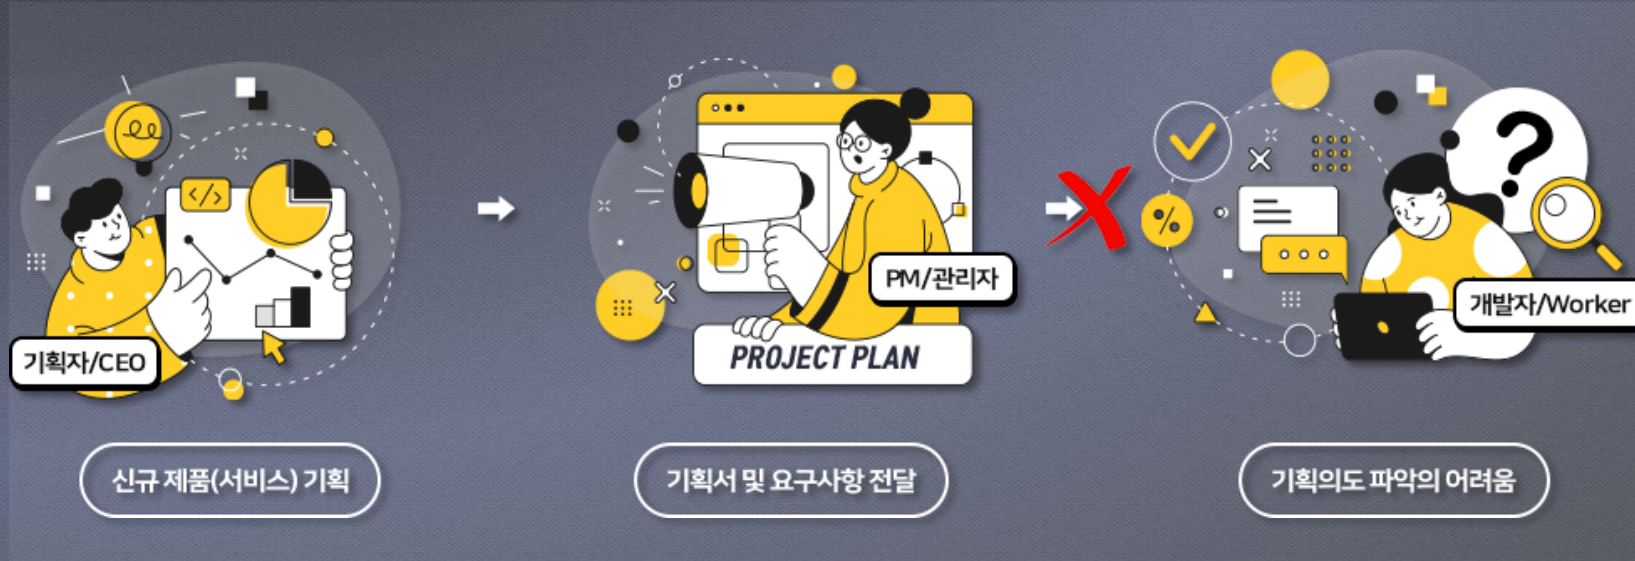 </>
기획자/CEO
신규 제품(서비스) 기획
PM/관리자
PROJECT PLAN
기획서 및 요구사항 전달
%
?
개발자/Worker
기획의도 파악의 어려움